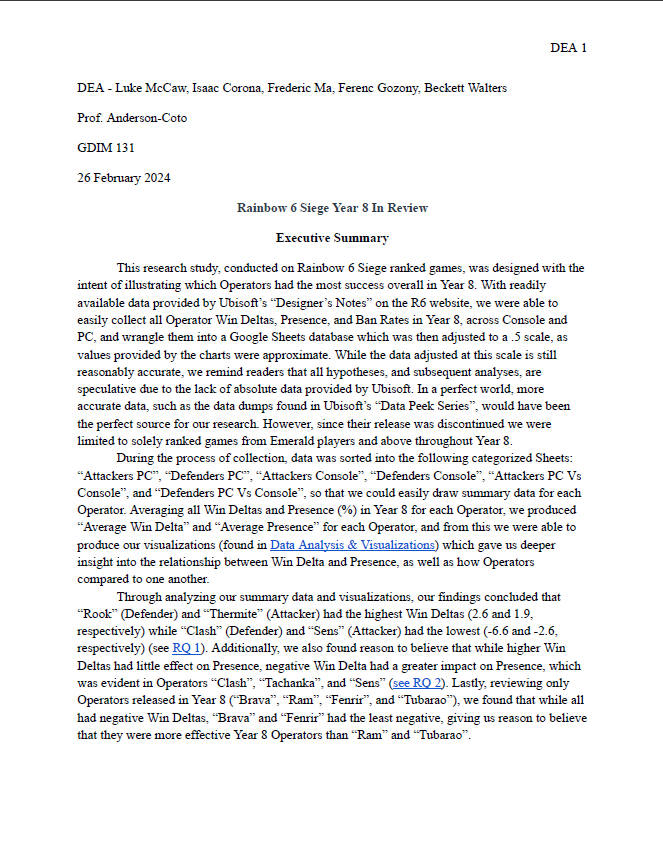 DEA 1
DEA - Luke McCaw, Isaac Corona, Frederic Ma, Ferenc Gozony, Beckett Walters
Prof. Anderson-Coto
GDIM 131
26 February 2024
Rainbow 6 Siege Year 8 In Review
Executive Summary
This research study, conducted on Rainbow 6 Siege ranked games, was designed with the
intent of illustrating which Operators had the most success overall in Year 8. With readily
available data provided by Ubisoft’s “Designer’s Notes” on the R6 website, we were able to
easily collect all Operator Win Deltas, Presence, and Ban Rates in Year 8, across Console and
PC, and wrangle them into a Google Sheets database which was then adjusted to a .5 scale, as
values provided by the charts were approximate. While the data adjusted at this scale is still
reasonably accurate, we remind readers that all hypotheses, and subsequent analyses, are
speculative due to the lack of absolute data provided by Ubisoft. In a perfect world, more
accurate data, such as the data dumps found in Ubisoft’s “Data Peek Series”, would have been
the perfect source for our research. However, since their release was discontinued we were
limited to solely ranked games from Emerald players and above throughout Year 8.
During the process of collection, data was sorted into the following categorized Sheets:
“Attackers PC”, “Defenders PC”, “Attackers Console”, “Defenders Console”, “Attackers PC Vs
Console”, and “Defenders PC Vs Console”, so that we could easily draw summary data for each
Operator. Averaging all Win Deltas and Presence (%) in Year 8 for each Operator, we produced
“Average Win Delta” and “Average Presence” for each Operator, and from this we were able to
produce our visualizations (found in Data Analysis & Visualizations) which gave us deeper
insight into the relationship between Win Delta and Presence, as well as how Operators
compared to one another.
Through analyzing our summary data and visualizations, our findings concluded that
“Rook” (Defender) and “Thermite” (Attacker) had the highest Win Deltas (2.6 and 1.9,
respectively) while “Clash” (Defender) and “Sens” (Attacker) had the lowest (-6.6 and -2.6,
respectively) (see RQ 1). Additionally, we also found reason to believe that while higher Win
Deltas had little effect on Presence, negative Win Delta had a greater impact on Presence, which
was evident in Operators “Clash”, “Tachanka”, and “Sens” (see RQ 2). Lastly, reviewing only
Operators released in Year 8 (“Brava”, “Ram”, “Fenrir”, and “Tubarao”), we found that while all
had negative Win Deltas, “Brava” and “Fenrir” had the least negative, giving us reason to believe
that they were more effective Year 8 Operators than “Ram” and “Tubarao”.